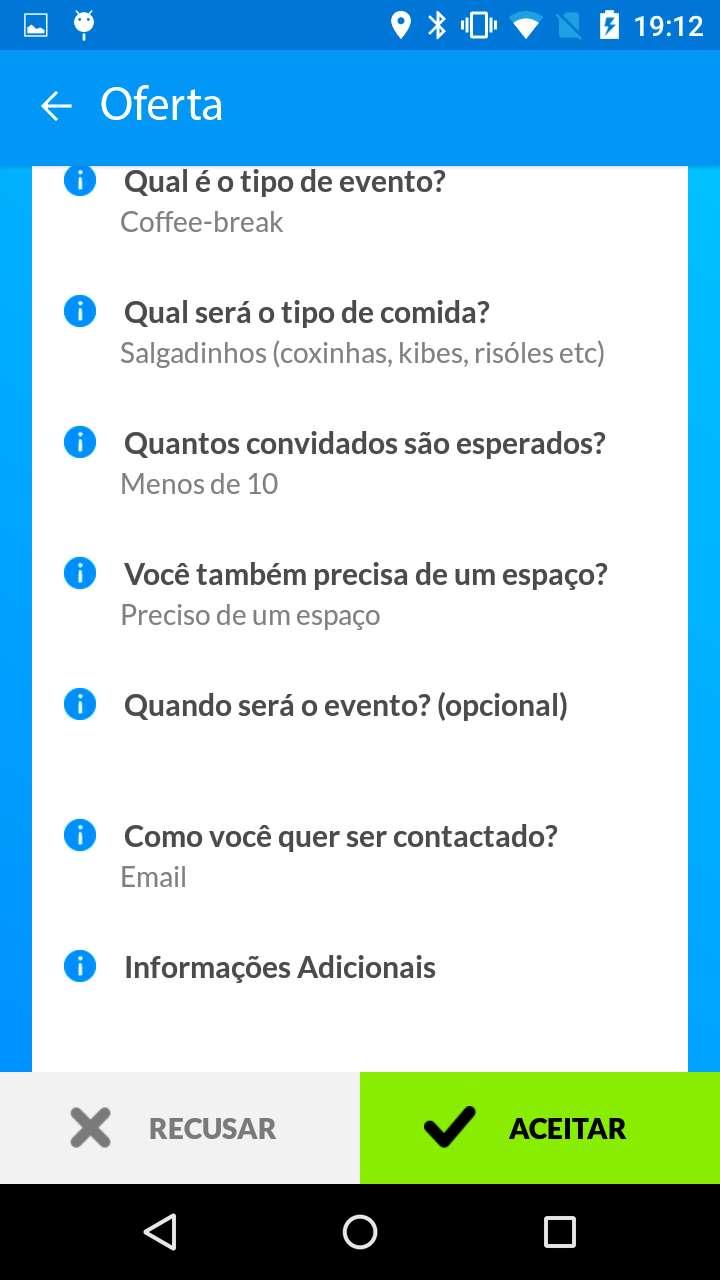 19:12
Oferta
Qual é o tipo de evento?
Coffee-break
Qual será o tipo de comida?
Salgadinhos (coxinhas, kibes, risóles etc)
Quantos convidados são esperados?
Menos de 10
Você também precisa de um espaço?
Preciso de um espaço
Quando será o evento? (opcional)
Como você quer ser contactado?
Email
Informações Adicionais
RECUSAR
ACEITAR